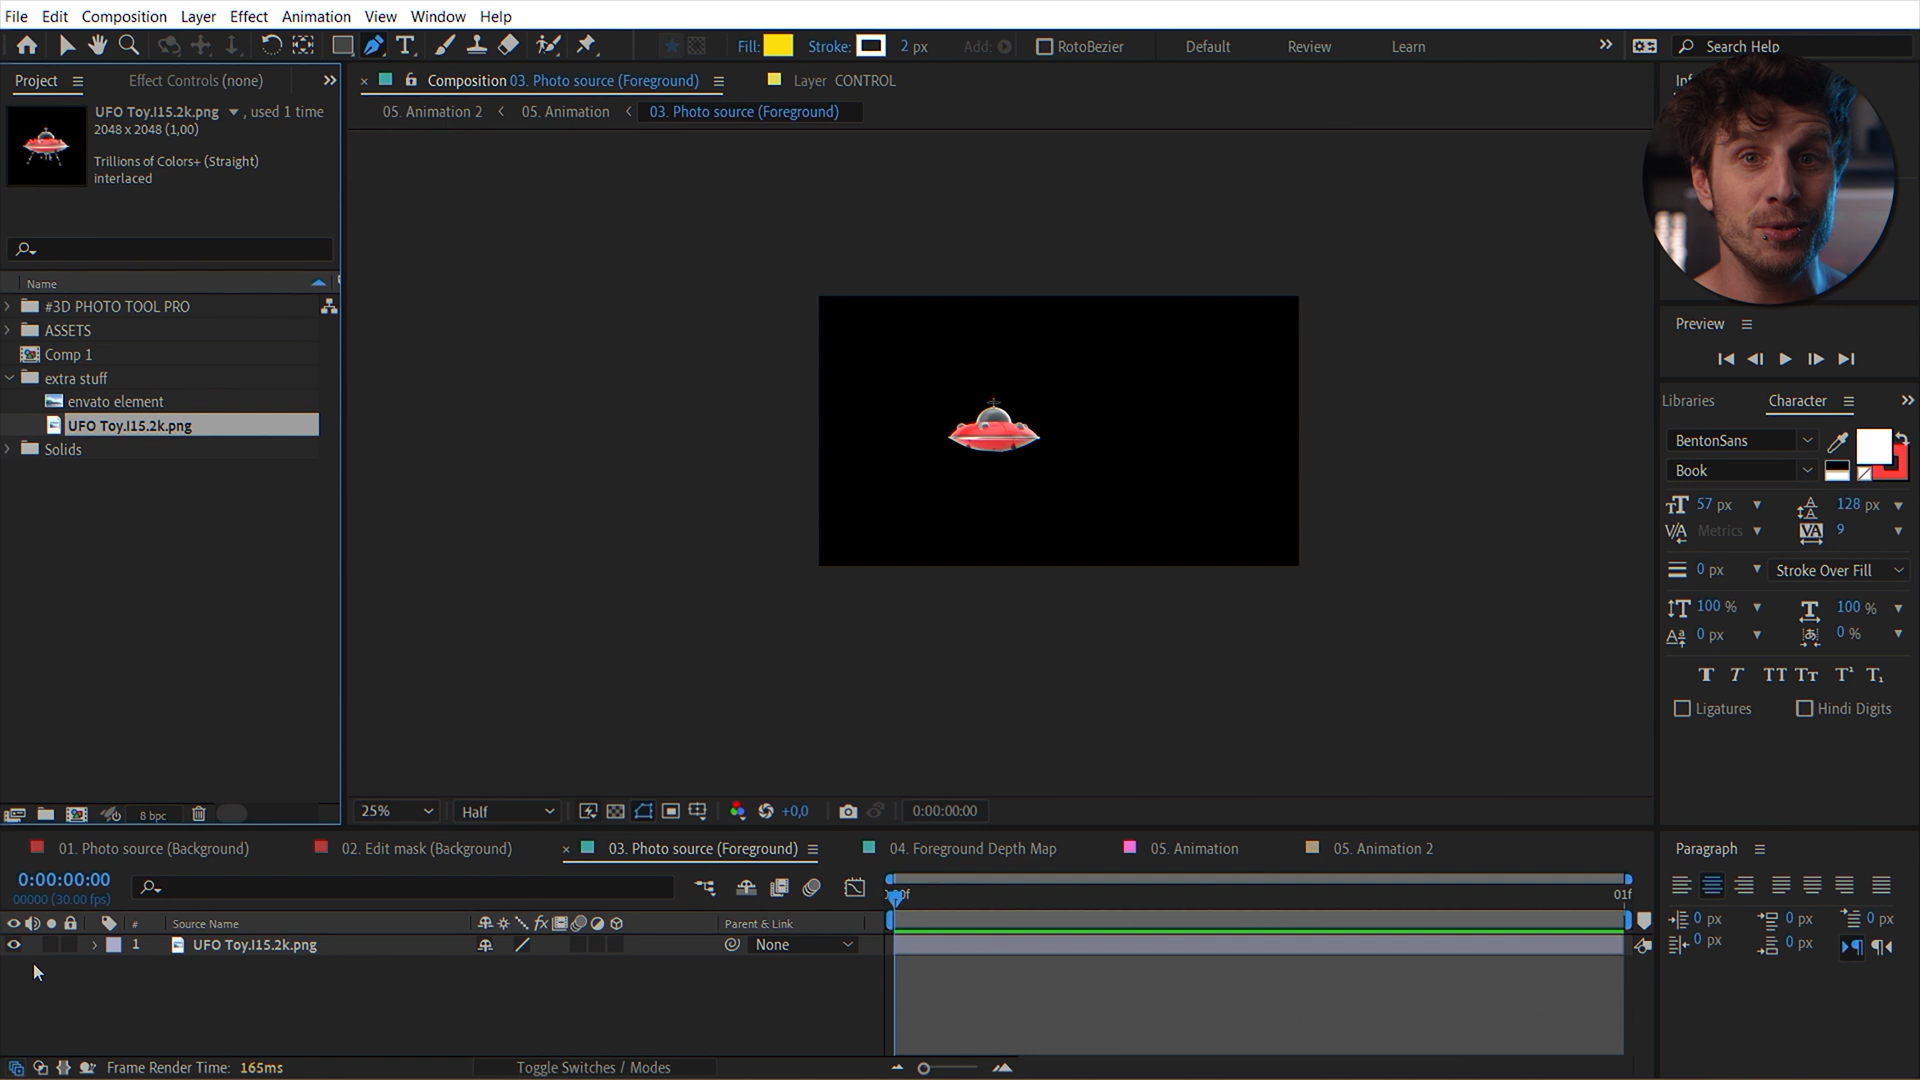 File Edit Composition Layer Effect Animation View Window Help
Fill: Stroke: 2 px Add: RotoBezier Default Review Learn Search Help
Project Effect Controls (none)
Composition 03. Photo source (Foreground) Layer CONTROL
05. Animation 2 05. Animation 03. Photo source (Foreground)
UFO Toy.I15.2k.png , used 1 time
2048 x 2048 (1,00)
Trillions of Colors+ (Straight)
interlaced
Name
#3D PHOTO TOOL PRO
ASSETS
Comp 1
extra stuff
envato element
UFO Toy.I15.2k.png
Solids
8 bpc
25% Half +0,0 0:00:00:00
Preview
Libraries Character
BentonSans
Book
57 px 128 px
Metrics 9
0 px Stroke Over Fill
100 % 100 %
0 px 0 %
T T TT Tt T¹ T₁
Ligatures Hindi Digits
01. Photo source (Background) 02. Edit mask (Background) 03. Photo source (Foreground) 04. Foreground Depth Map 05. Animation 05. Animation 2
0:00:00:00
00000 (30.00 fps)
01f
# Source Name Parent & Link
1 UFO Toy.I15.2k.png None
Frame Render Time: 165ms Toggle Switches / Modes
Paragraph
0 px 0 px 0 px
0 px 0 px